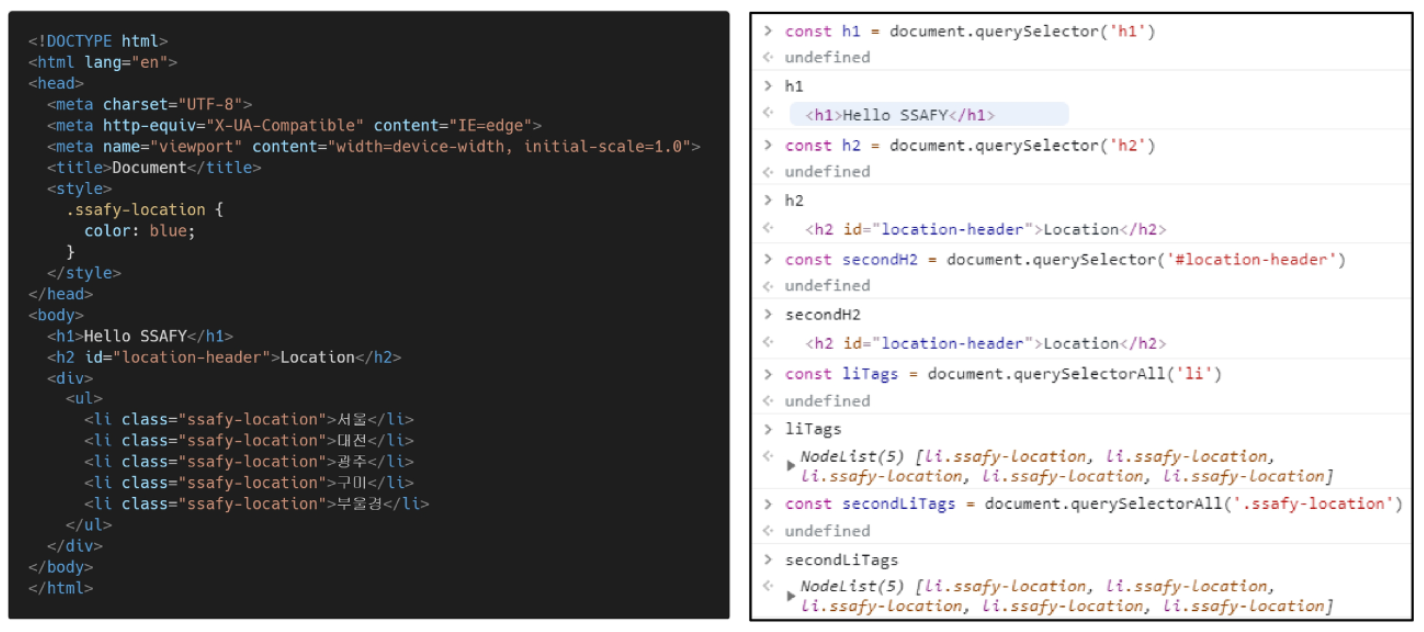 <!DOCTYPE html>
<html lang="en">
<head>
  <meta charset="UTF-8">
  <meta http-equiv="X-UA-Compatible" content="IE=edge">
  <meta name="viewport" content="width=device-width, initial-scale=1.0">
  <title>Document</title>
  <style>
    .ssafy-location {
      color: blue;
    }
  </style>
</head>
<body>
  <h1>Hello SSAFY</h1>
  <h2 id="location-header">Location</h2>
  <div>
    <ul>
      <li class="ssafy-location">서울</li>
      <li class="ssafy-location">대전</li>
      <li class="ssafy-location">광주</li>
      <li class="ssafy-location">구미</li>
      <li class="ssafy-location">부울경</li>
    </ul>
  </div>
</body>
</html>
> const h1 = document.querySelector('h1')
<· undefined
> h1
<· <h1>Hello SSAFY</h1>
> const h2 = document.querySelector('h2')
<· undefined
> h2
<· <h2 id="location-header">Location</h2>
> const secondH2 = document.querySelector('#location-header')
<· undefined
> secondH2
<· <h2 id="location-header">Location</h2>
> const liTags = document.querySelectorAll('li')
<· undefined
> liTags
<· ▶ NodeList(5) [li.ssafy-location, li.ssafy-location,
li.ssafy-location, li.ssafy-location, li.ssafy-location]
> const secondLiTags = document.querySelectorAll('.ssafy-location')
<· undefined
> secondLiTags
<· ▶ NodeList(5) [li.ssafy-location, li.ssafy-location,
li.ssafy-location, li.ssafy-location, li.ssafy-location]